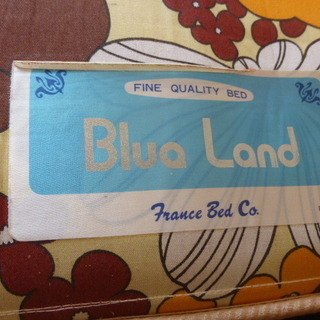 FINE QUALITY BED
Blua Land
France Bed Co.